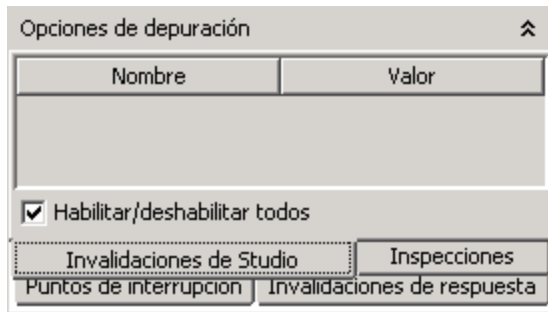 Opciones de depuración
Nombre Valor
Habilitar/deshabilitar todos
Invalidaciones de Studio Inspecciones
Puntos de interrupción Invalidaciones de respuesta